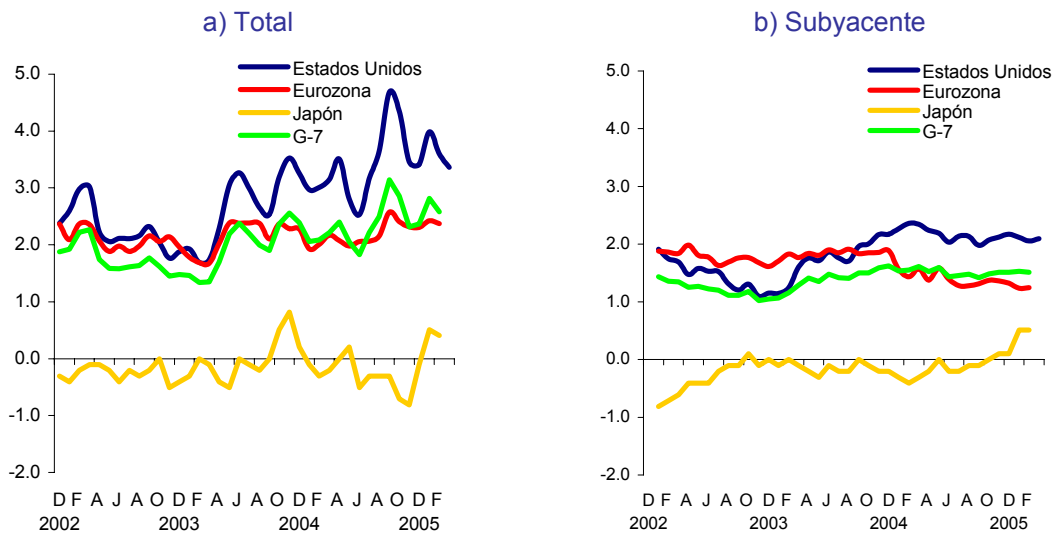 a) Total
Estados Unidos
Eurozona
Japón
G-7
5.0
4.0
3.0
2.0
1.0
0.0
-1.0
-2.0
D F A J A O D F A J A O D F A J A O D F
2002 2003 2004 2005
b) Subyacente
Estados Unidos
Eurozona
Japón
G-7
5.0
4.0
3.0
2.0
1.0
0.0
-1.0
-2.0
D F A J A O D F A J A O D F A J A O D F
2002 2003 2004 2005